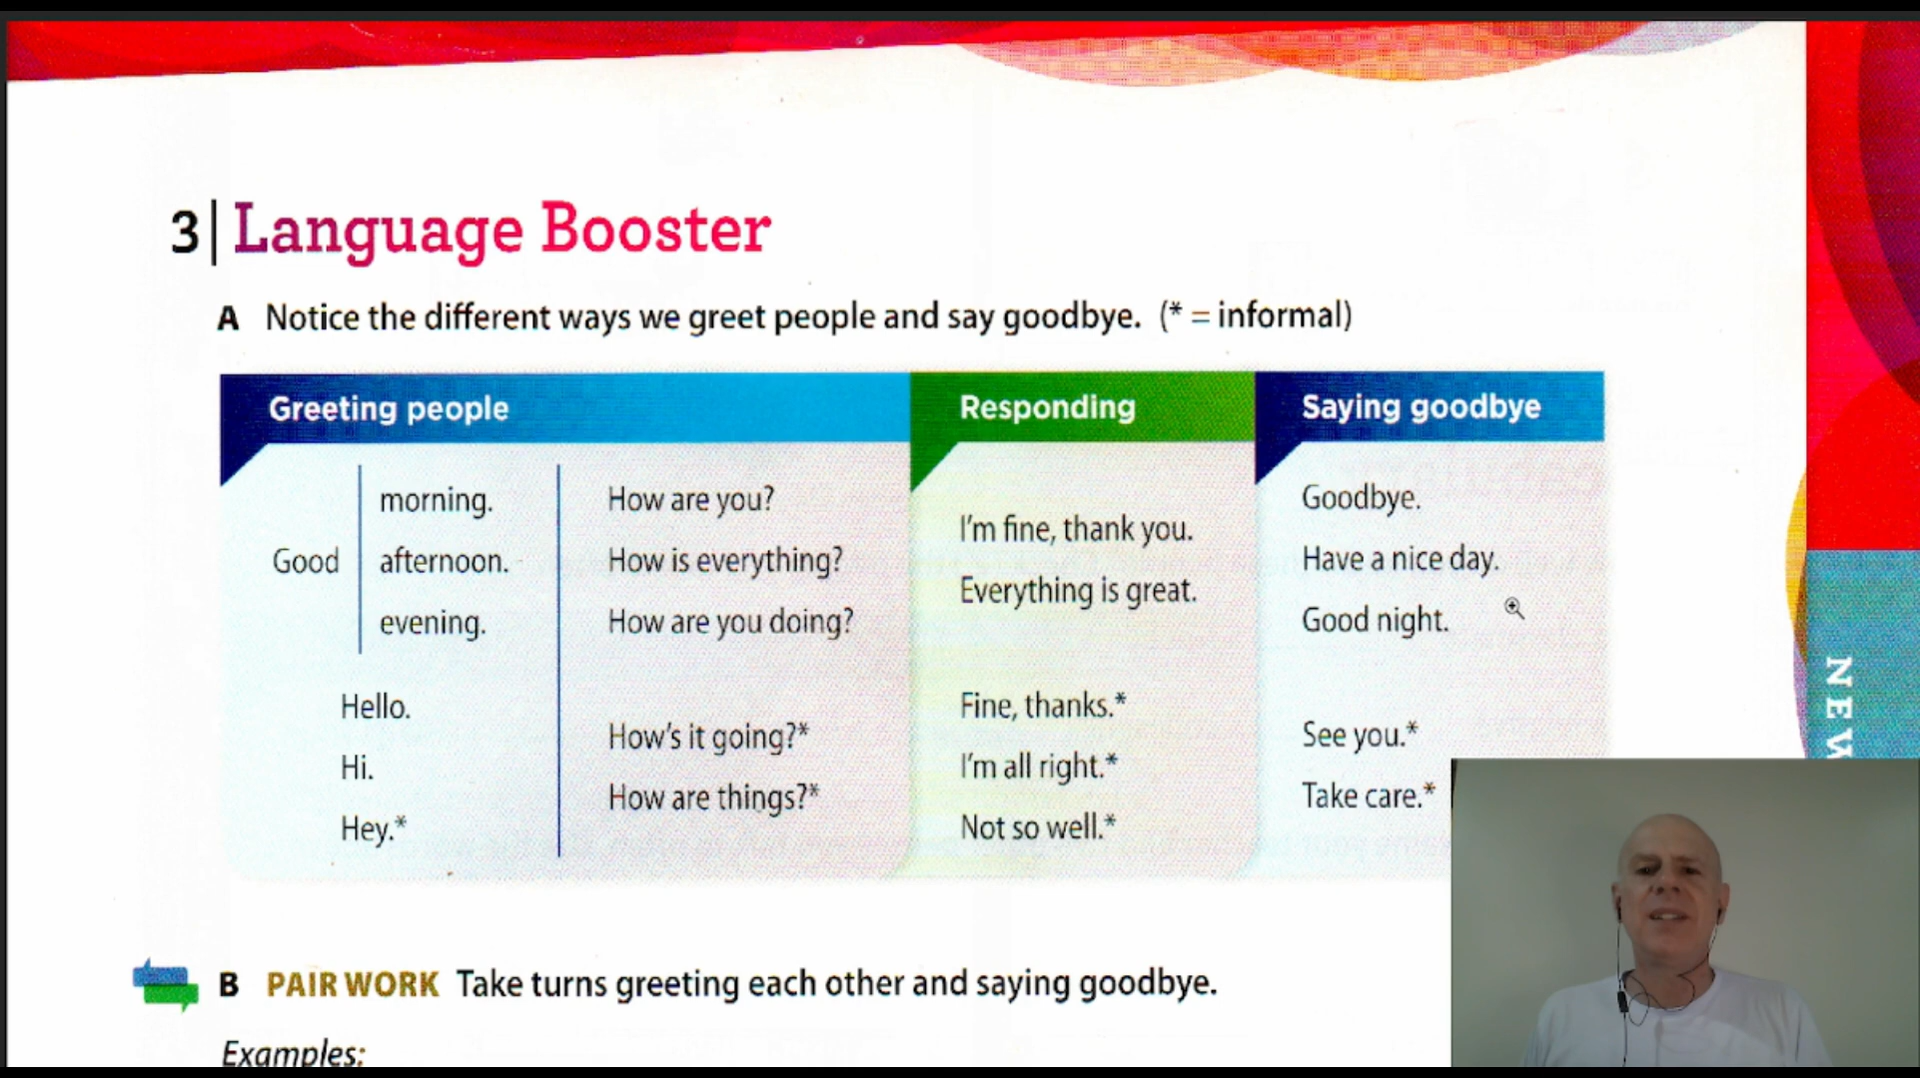 3 | Language Booster
A Notice the different ways we greet people and say goodbye. (* = informal)
Greeting people
Good
morning.
afternoon.
evening.
Hello.
Hi.
Hey.*
How are you?
How is everything?
How are you doing?
How's it going?*
How are things?*
Responding
I'm fine, thank you.
Everything is great.
Fine, thanks.*
I'm all right.*
Not so well.*
Saying goodbye
Goodbye.
Have a nice day.
Good night.
See you.*
Take care.*
B PAIR WORK Take turns greeting each other and saying goodbye.
Examples:
NEW